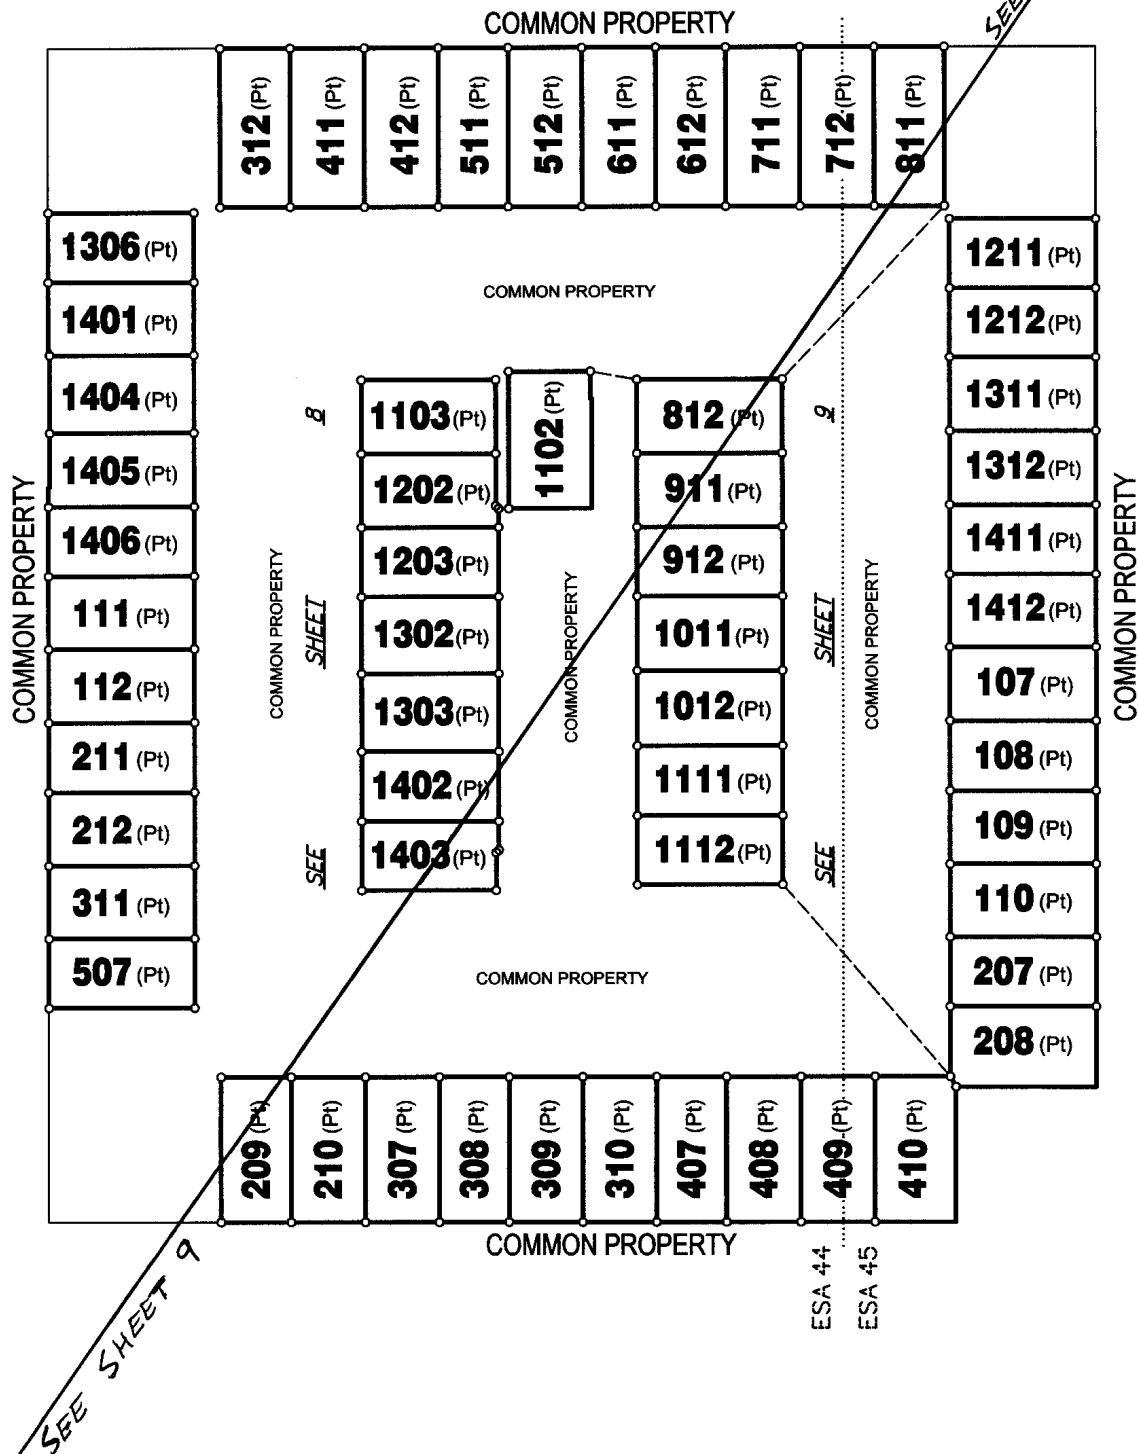 COMMON PROPERTY
SEE
312 (Pt)
411 (Pt)
412 (Pt)
511 (Pt)
512 (Pt)
611 (Pt)
612 (Pt)
711 (Pt)
712 (Pt)
811 (Pt)
1306 (Pt)
1401 (Pt)
1404 (Pt)
1405 (Pt)
1406 (Pt)
111 (Pt)
112 (Pt)
211 (Pt)
212 (Pt)
311 (Pt)
507 (Pt)
COMMON PROPERTY
COMMON PROPERTY
COMMON PROPERTY
SEE SHEET 8
1103 (Pt)
1202 (Pt)
1203 (Pt)
1302 (Pt)
1303 (Pt)
1402 (Pt)
1403 (Pt)
1102 (Pt)
COMMON PROPERTY
812 (Pt)
911 (Pt)
912 (Pt)
1011 (Pt)
1012 (Pt)
1111 (Pt)
1112 (Pt)
SEE SHEET 9
COMMON PROPERTY
1211 (Pt)
1212 (Pt)
1311 (Pt)
1312 (Pt)
1411 (Pt)
1412 (Pt)
107 (Pt)
108 (Pt)
109 (Pt)
110 (Pt)
207 (Pt)
208 (Pt)
COMMON PROPERTY
COMMON PROPERTY
209 (Pt)
210 (Pt)
307 (Pt)
308 (Pt)
309 (Pt)
310 (Pt)
407 (Pt)
408 (Pt)
409 (Pt)
410 (Pt)
COMMON PROPERTY
ESA 44
ESA 45
SEE SHEET 9